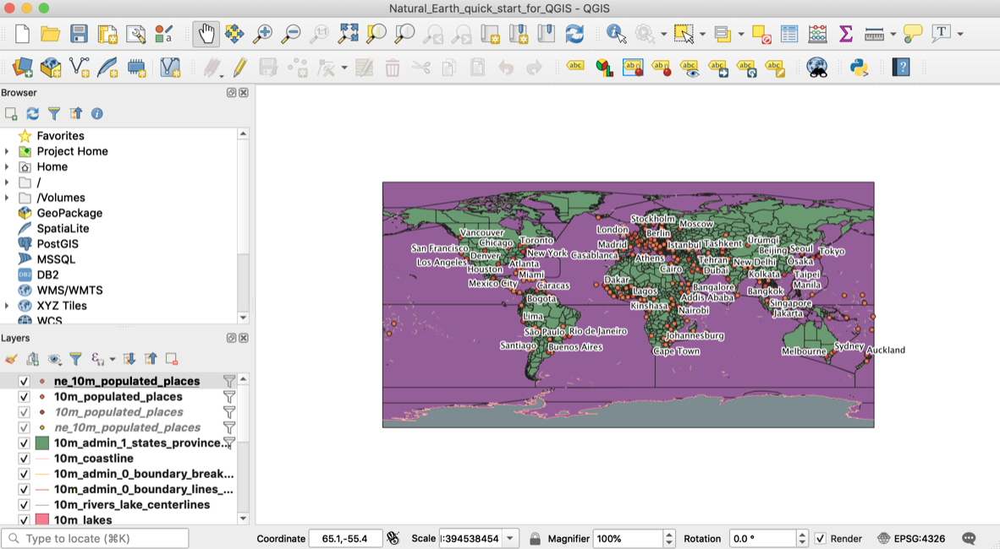 Natural_Earth_quick_start_for_QGIS - QGIS
Browser
Favorites
Project Home
Home
/
/Volumes
GeoPackage
SpatiaLite
PostGIS
MSSQL
DB2
WMS/WMTS
XYZ Tiles
WCS
Layers
ne_10m_populated_places
10m_populated_places
10m_populated_places
ne_10m_populated_places
10m_admin_1_states_province...
10m_coastline
10m_admin_0_boundary_break...
10m_admin_0_boundary_lines_...
10m_rivers_lake_centerlines
10m_lakes
Stockholm
Moscow
London
Berlin
Vancouver
Chicago
Toronto
Madrid
Istanbul
Tashkent
Ürümqi
San Francisco
Denver
New York
Casablanca
Beijing
Seoul
Tokyo
Los Angeles
Atlanta
Athens
Tehran
New Delhi
Osaka
Houston
Miami
Cairo
Dubai
Kolkata
Taipei
Mexico City
Caracas
Dakar
Lagos
Bangalore
Bangkok
Manila
Bogota
Addis Ababa
Kinshasa
Nairobi
Singapore
Jakarta
Lima
São Paulo
Rio de Janeiro
Johannesburg
Santiago
Buenos Aires
Cape Town
Melbourne
Sydney
Auckland
Type to locate (⌘K)
Coordinate
65.1,-55.4
Scale
:394538454
Magnifier
100%
Rotation
0.0 °
Render
EPSG:4326